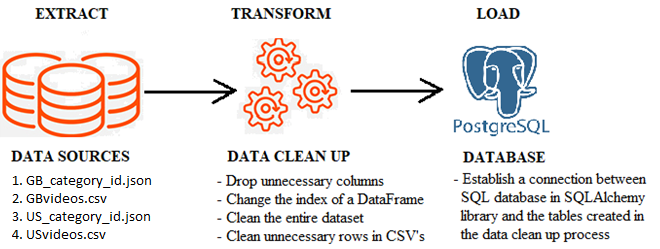 EXTRACT
TRANSFORM
LOAD
PostgreSQL
DATA SOURCES
1. GB_category_id.json
2. GBvideos.csv
3. US_category_id.json
4. USvideos.csv
DATA CLEAN UP
- Drop unnecessary columns
- Change the index of a DataFrame
- Clean the entire dataset
- Clean unnecessary rows in CSV's
DATABASE
- Establish a connection between
SQL database in SQLAlchemy
library and the tables created in
the data clean up process